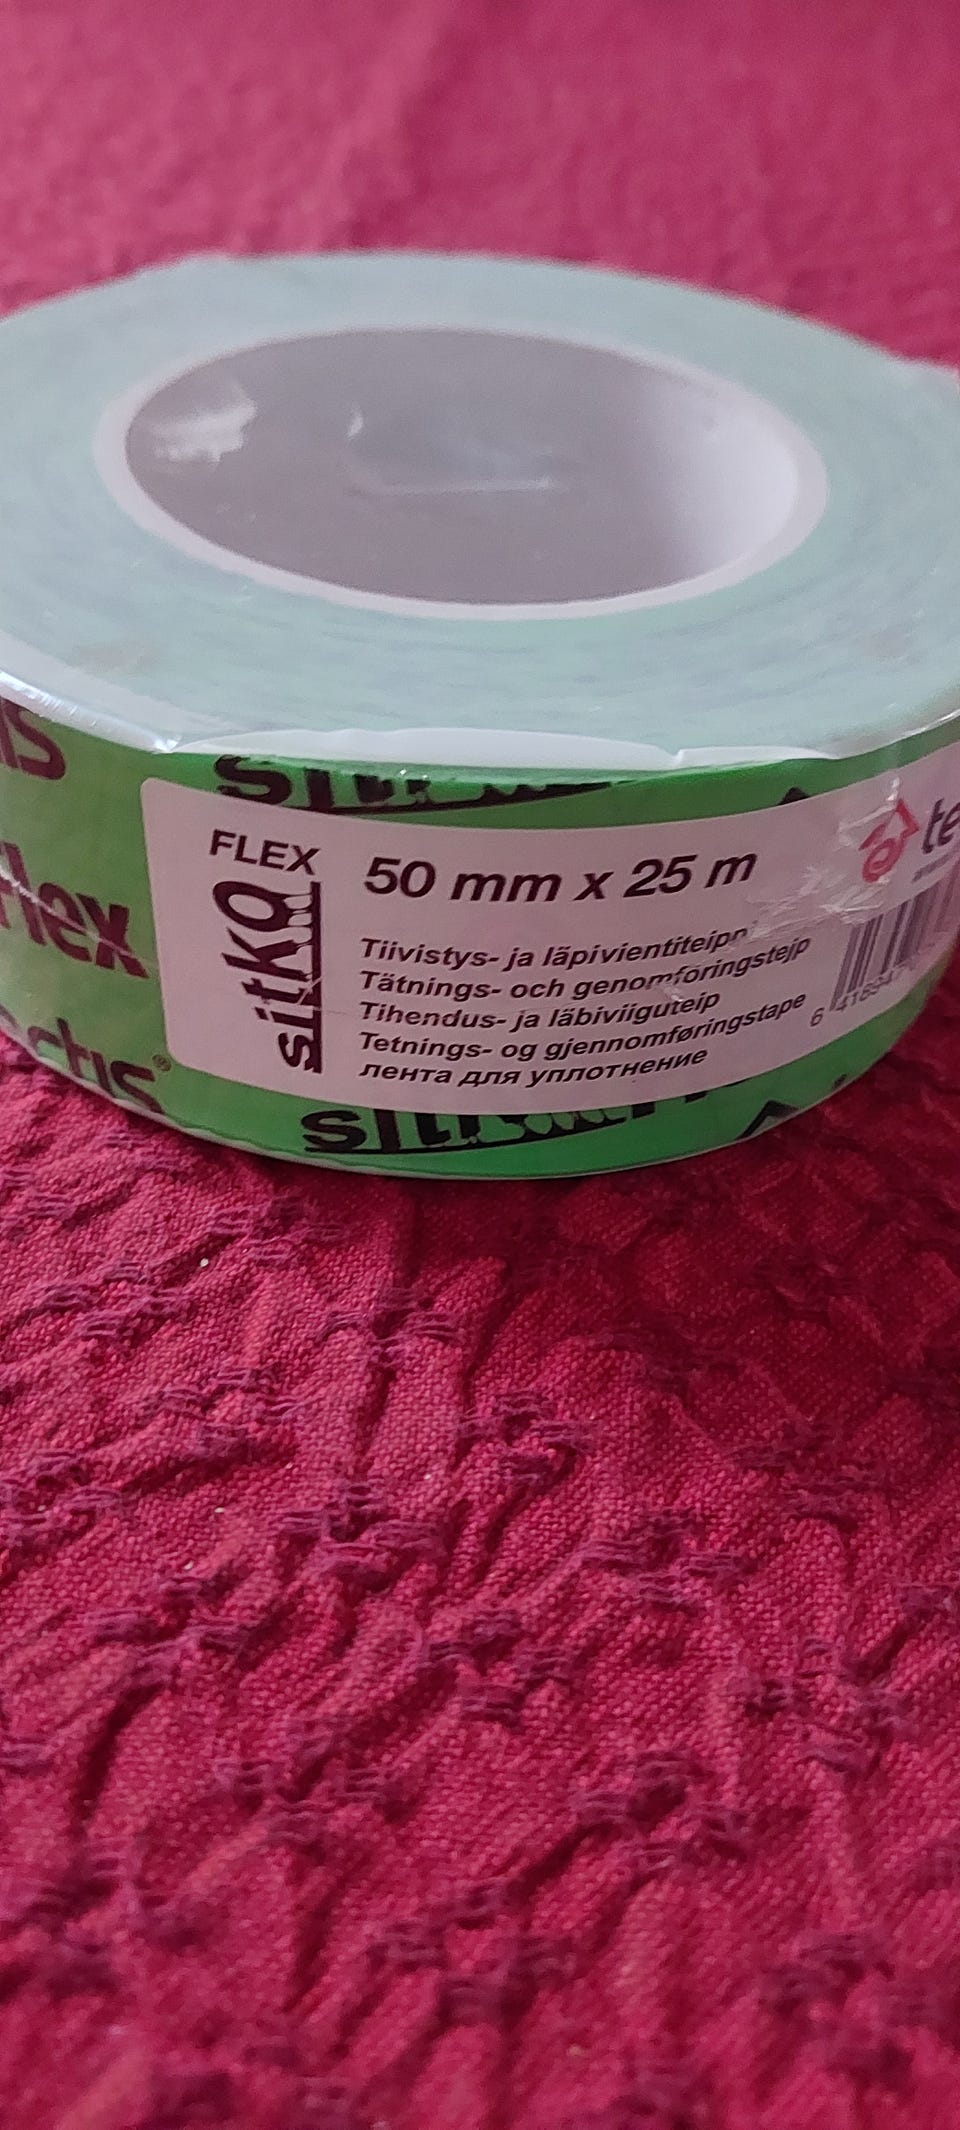 Flex
®
FLEX
sitko
50 mm x 25 m
Tiivistys- ja läpivientiteippi
Tätnings- och genomföringstejp
Tihendus- ja läbiviiguteip
Tetnings- og gjennomføringstape
лента для уплотнение